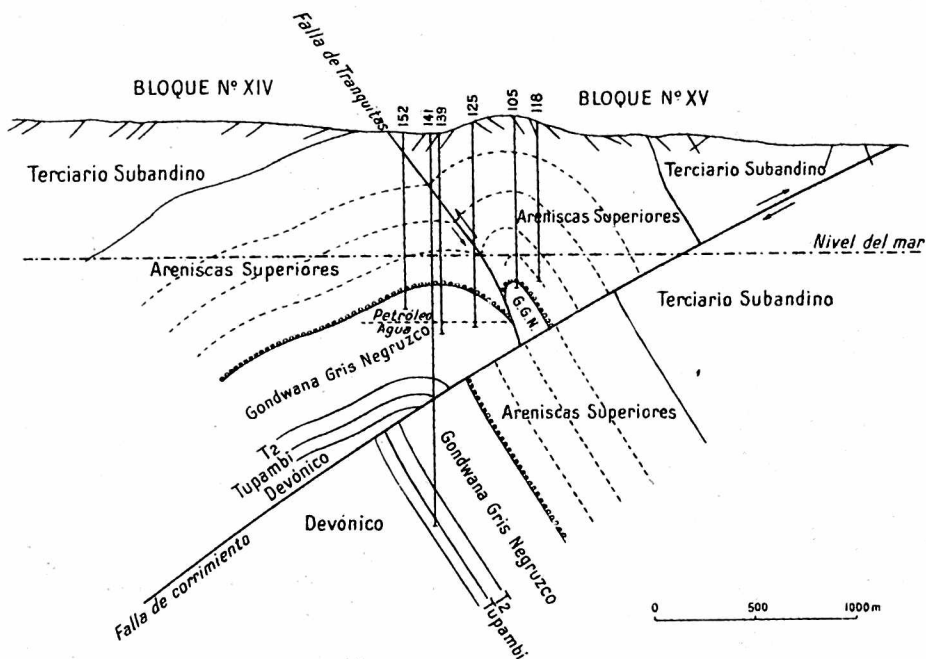 Falla de Tranquitas
BLOQUE Nº XIV
152
141
139
125
105
118
BLOQUE Nº XV
Terciario Subandino
Terciario Subandino
Areniscas Superiores
Nivel del mar
Areniscas Superiores
Terciario Subandino
G.G.N.
Petróleo
Agua
Gondwana Gris Negruzco
Areniscas Superiores
T2
Tupambi
Devónico
Gondwana Gris Negruzco
Devónico
Falla de corrimiento
T2
Tupambi
0 500 1000 m